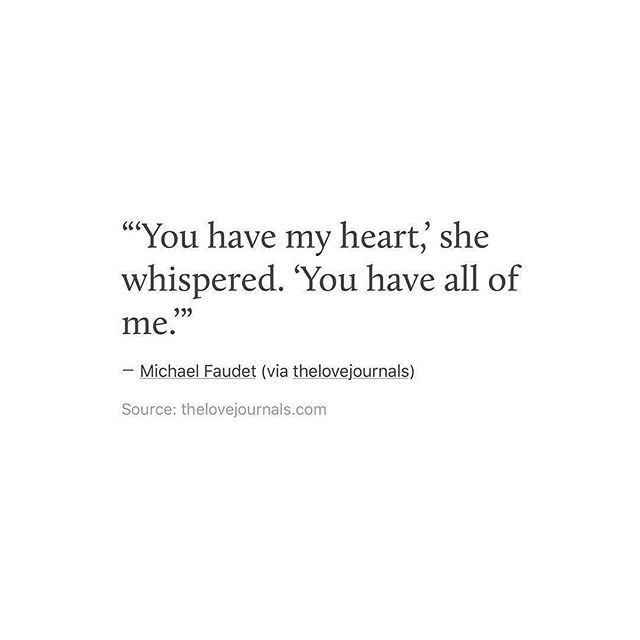 “‘You have my heart,’ she
whispered. ‘You have all of
me.’”
— Michael Faudet (via thelovejournals)
Source: thelovejournals.com